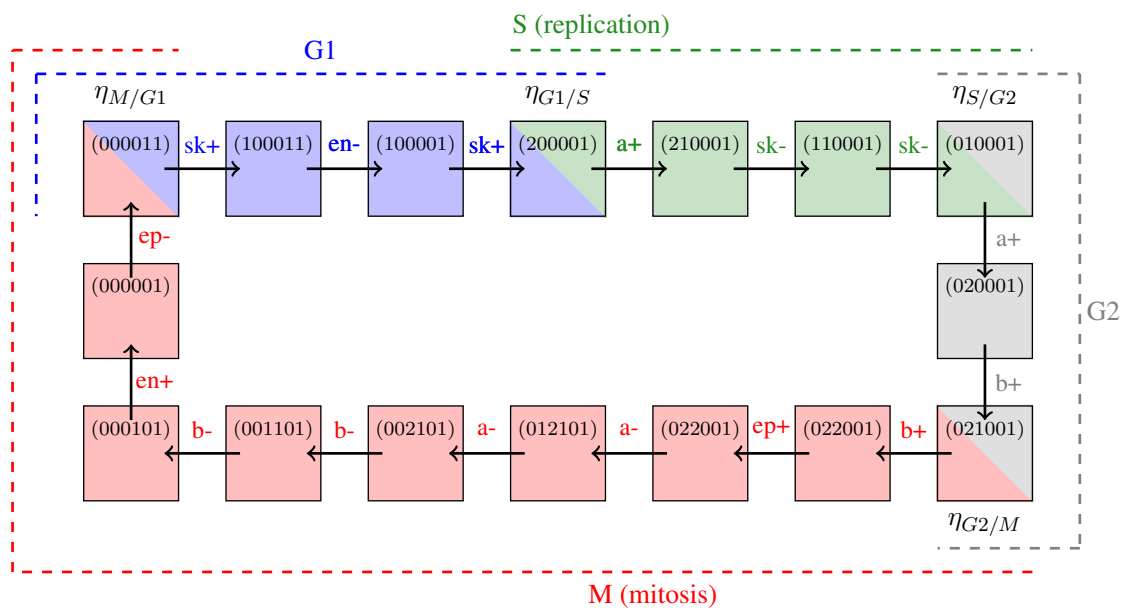 S (replication)
G1
η_{M/G1} η_{G1/S} η_{S/G2}
(000011) sk+ (100011) en- (100001) sk+ (200001) a+ (210001) sk- (110001) sk- (010001)
ep- a+
(000001) (020001)
G2
en+ b+
(000101) b- (001101) b- (002101) a- (012101) a- (022001) ep+ (022001) b+ (021001)
η_{G2/M}
M (mitosis)